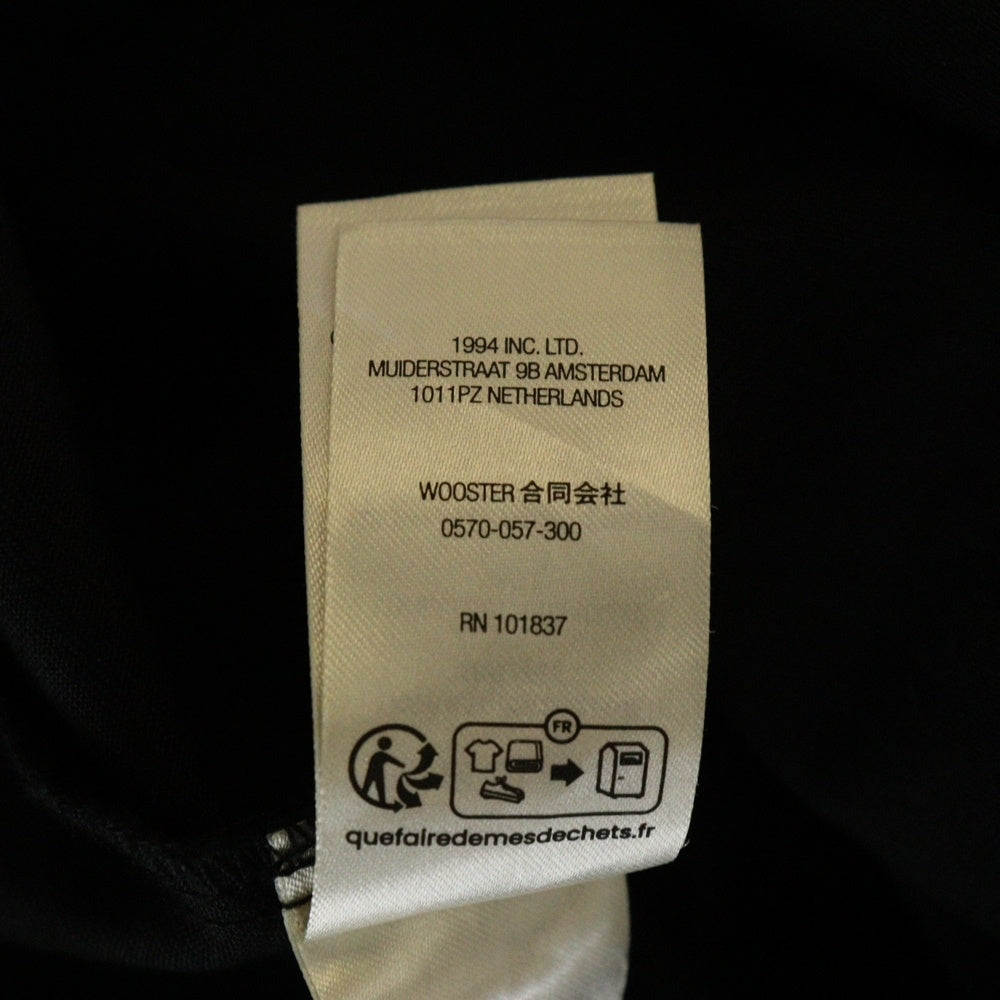 1994 INC. LTD.
MUIDERSTRAAT 9B AMSTERDAM
1011PZ NETHERLANDS
WOOSTER 合同会社
0570-057-300
RN 101837
FR
quefairedemesdechets.fr